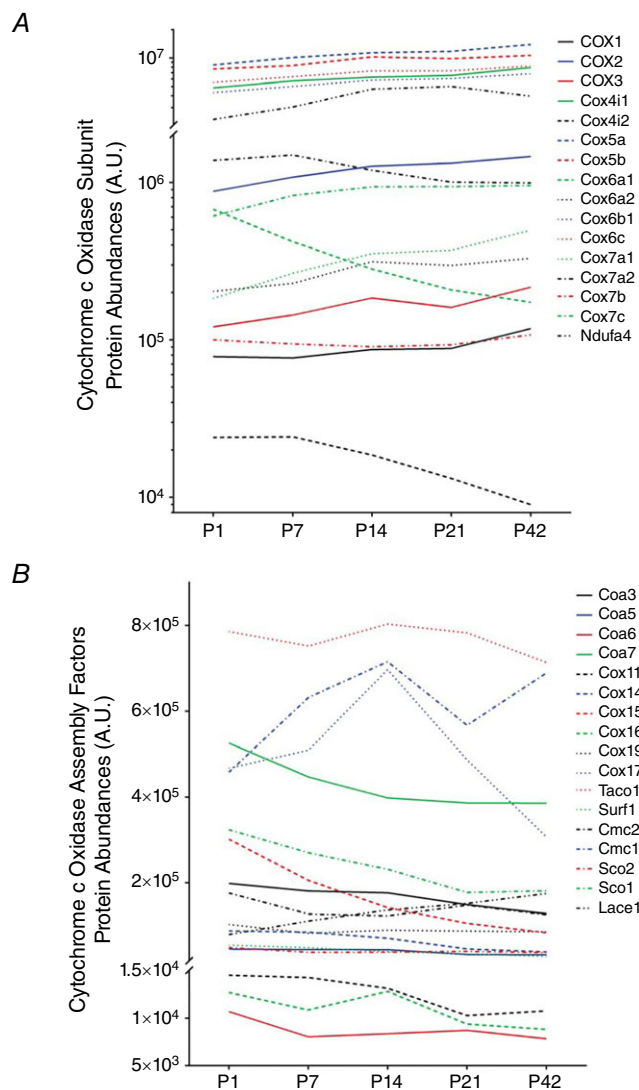 A
Cytochrome c Oxidase Subunit
Protein Abundances (A.U.)
10⁷
10⁶
10⁵
10⁴
P1 P7 P14 P21 P42
COX1
COX2
COX3
Cox4i1
Cox4i2
Cox5a
Cox5b
Cox6a1
Cox6a2
Cox6b1
Cox6c
Cox7a1
Cox7a2
Cox7b
Cox7c
Ndufa4
B
Cytochrome c Oxidase Assembly Factors
Protein Abundances (A.U.)
8×10⁵
6×10⁵
4×10⁵
2×10⁵
1.5×10⁴
1×10⁴
5×10³
P1 P7 P14 P21 P42
Coa3
Coa5
Coa6
Coa7
Cox11
Cox14
Cox15
Cox16
Cox19
Cox17
Taco1
Surf1
Cmc2
Cmc1
Sco2
Sco1
Lace1